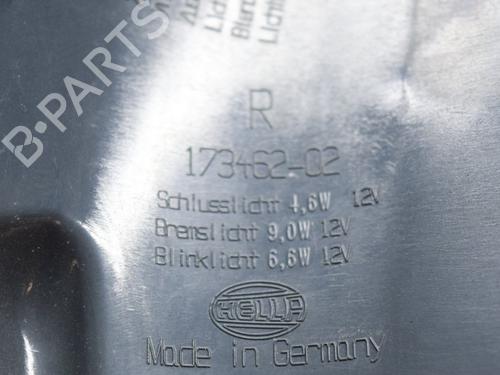 R
173462-02
Schlusslicht 4,6W 12V
Bremslicht 9,0W 12V
Blinklicht 6,6W 12V
HELLA
Made in Germany
B-PARTS